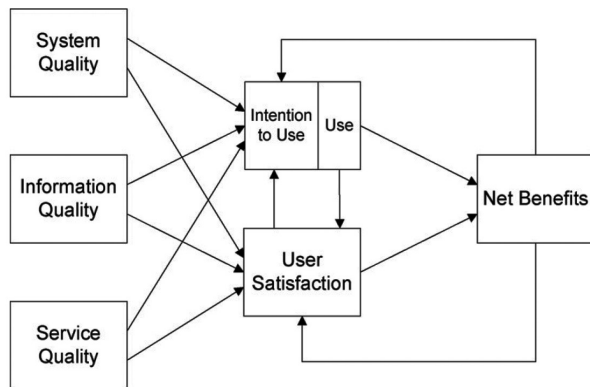 System
Quality
Information
Quality
Service
Quality
Intention
to Use
Use
User
Satisfaction
Net Benefits